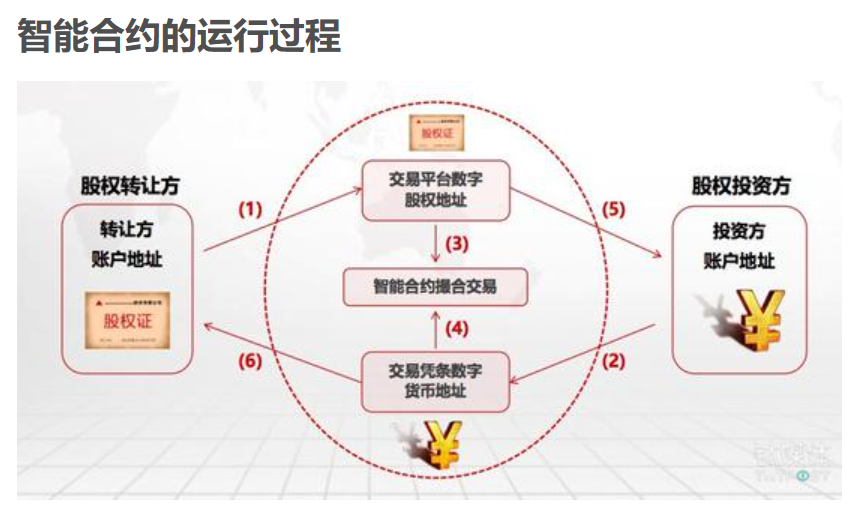 智能合约的运行过程
股权证
股权转让方
交易平台数字
股权地址
股权投资方
(1)
(5)
转让方
账户地址
(3)
投资方
账户地址
智能合约撮合交易
股权证
(4)
(6)
(2)
交易凭条数字
货币地址